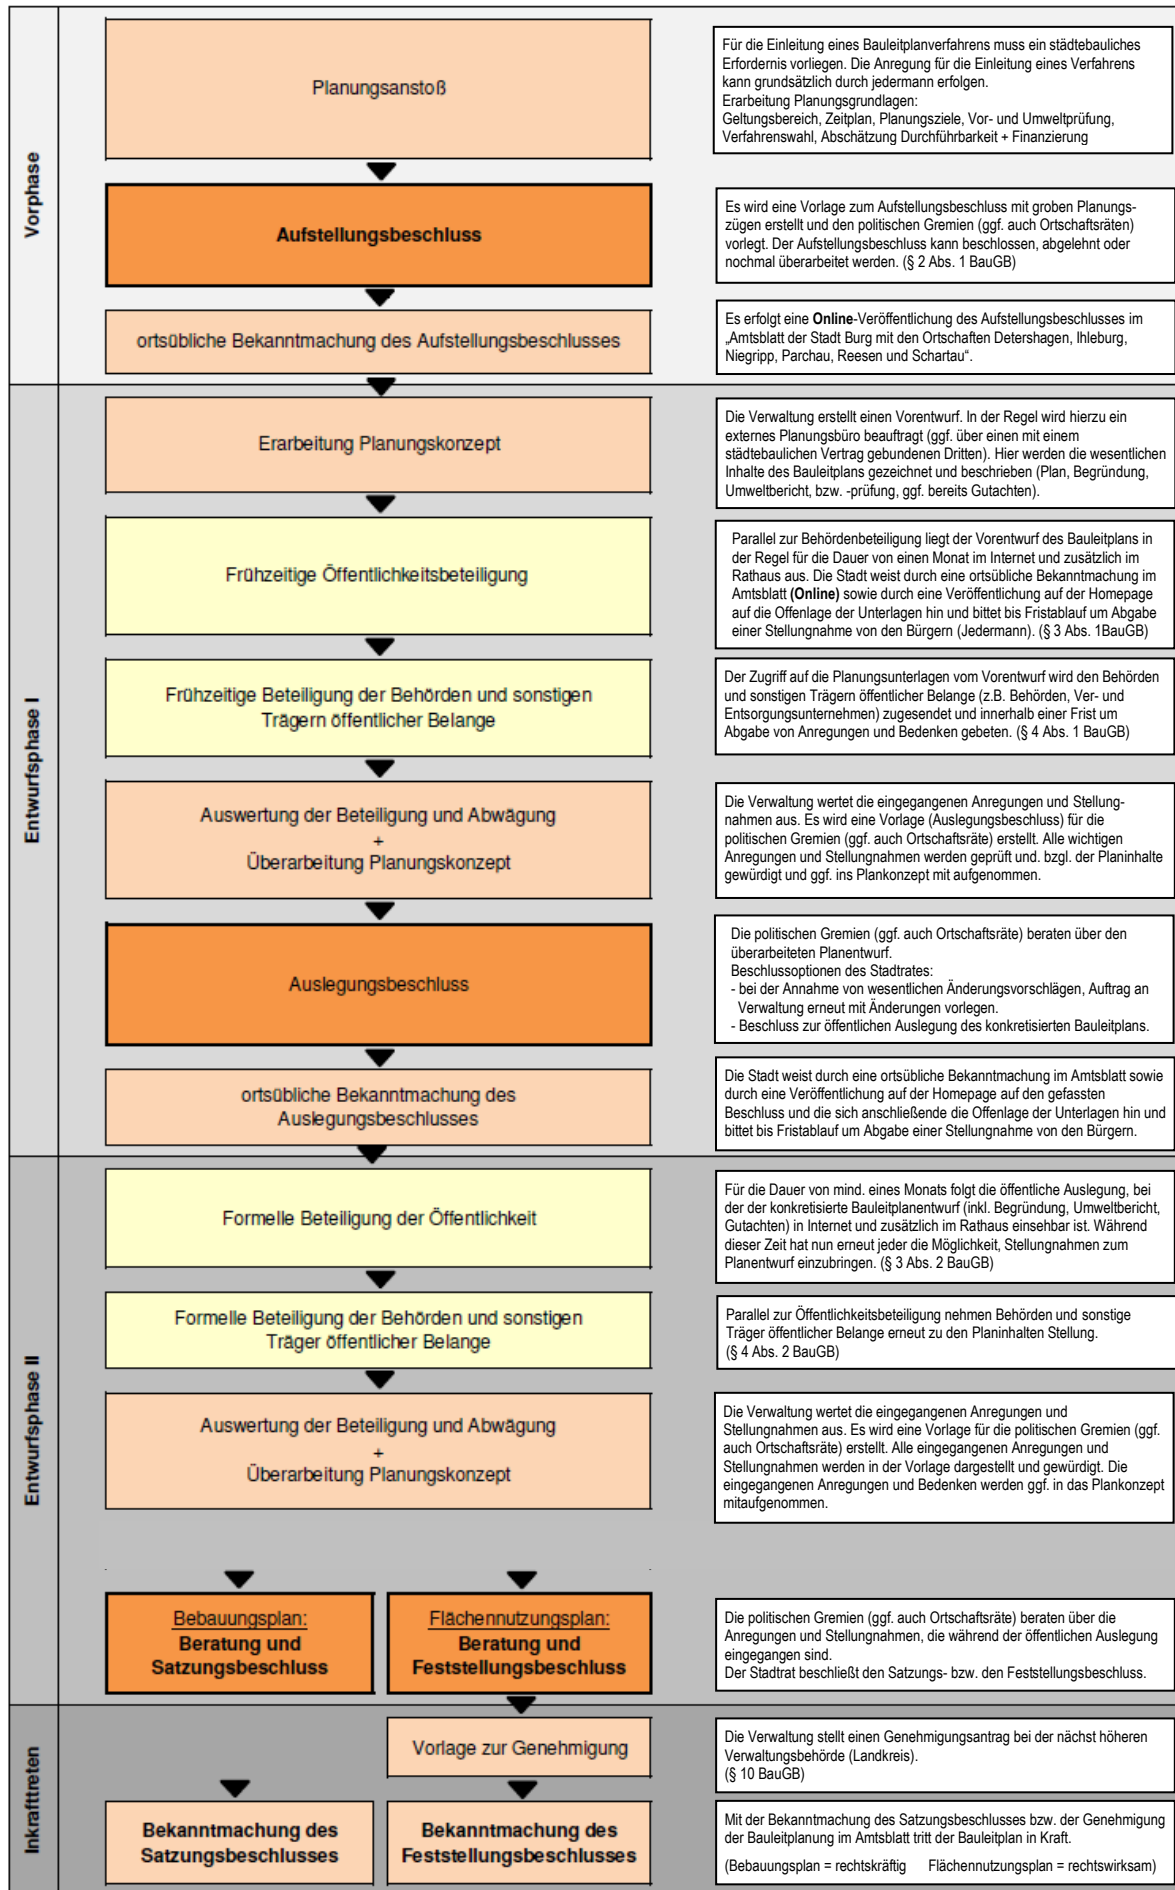 Vorphase
Planungsanstoß
Für die Einleitung eines Bauleitplanverfahrens muss ein städtebauliches
Erfordernis vorliegen. Die Anregung für die Einleitung eines Verfahrens
kann grundsätzlich durch jedermann erfolgen.
Erarbeitung Planungsgrundlagen:
Geltungsbereich, Zeitplan, Planungsziele, Vor- und Umweltprüfung,
Verfahrenswahl, Abschätzung Durchführbarkeit + Finanzierung
Aufstellungsbeschluss
Es wird eine Vorlage zum Aufstellungsbeschluss mit groben Planungs-
zügen erstellt und den politischen Gremien (ggf. auch Ortschaftsräten)
vorlegt. Der Aufstellungsbeschluss kann beschlossen, abgelehnt oder
nochmal überarbeitet werden. (§ 2 Abs. 1 BauGB)
ortsübliche Bekanntmachung des Aufstellungsbeschlusses
Es erfolgt eine Online-Veröffentlichung des Aufstellungsbeschlusses im
„Amtsblatt der Stadt Burg mit den Ortschaften Detershagen, Ihleburg,
Niegripp, Parchau, Reesen und Schartau“.
Entwurfsphase I
Erarbeitung Planungskonzept
Die Verwaltung erstellt einen Vorentwurf. In der Regel wird hierzu ein
externes Planungsbüro beauftragt (ggf. über einen mit einem
städtebaulichen Vertrag gebundenen Dritten). Hier werden die wesentlichen
Inhalte des Bauleitplans gezeichnet und beschrieben (Plan, Begründung,
Umweltbericht, bzw. -prüfung, ggf. bereits Gutachten).
Frühzeitige Öffentlichkeitsbeteiligung
Parallel zur Behördenbeteiligung liegt der Vorentwurf des Bauleitplans in
der Regel für die Dauer von einen Monat im Internet und zusätzlich im
Rathaus aus. Die Stadt weist durch eine ortsübliche Bekanntmachung im
Amtsblatt (Online) sowie durch eine Veröffentlichung auf der Homepage
auf die Offenlage der Unterlagen hin und bittet bis Fristablauf um Abgabe
einer Stellungnahme von den Bürgern (Jedermann). (§ 3 Abs. 1BauGB)
Frühzeitige Beteiligung der Behörden und sonstigen
Trägern öffentlicher Belange
Der Zugriff auf die Planungsunterlagen vom Vorentwurf wird den Behörden
und sonstigen Trägern öffentlicher Belange (z.B. Behörden, Ver- und
Entsorgungsunternehmen) zugesendet und innerhalb einer Frist um
Abgabe von Anregungen und Bedenken gebeten. (§ 4 Abs. 1 BauGB)
Auswertung der Beteiligung und Abwägung
+
Überarbeitung Planungskonzept
Die Verwaltung wertet die eingegangenen Anregungen und Stellung-
nahmen aus. Es wird eine Vorlage (Auslegungsbeschluss) für die
politischen Gremien (ggf. auch Ortschaftsräte) erstellt. Alle wichtigen
Anregungen und Stellungnahmen werden geprüft und. bzgl. der Planinhalte
gewürdigt und ggf. ins Plankonzept mit aufgenommen.
Auslegungsbeschluss
Die politischen Gremien (ggf. auch Ortschaftsräte) beraten über den
überarbeiteten Planentwurf.
Beschlussoptionen des Stadtrates:
- bei der Annahme von wesentlichen Änderungsvorschlägen, Auftrag an
Verwaltung erneut mit Änderungen vorlegen.
- Beschluss zur öffentlichen Auslegung des konkretisierten Bauleitplans.
ortsübliche Bekanntmachung des
Auslegungsbeschlusses
Die Stadt weist durch eine ortsübliche Bekanntmachung im Amtsblatt sowie
durch eine Veröffentlichung auf der Homepage auf den gefassten
Beschluss und die sich anschließende die Offenlage der Unterlagen hin und
bittet bis Fristablauf um Abgabe einer Stellungnahme von den Bürgern.
Entwurfsphase II
Formelle Beteiligung der Öffentlichkeit
Für die Dauer von mind. eines Monats folgt die öffentliche Auslegung, bei
der der konkretisierte Bauleitplanentwurf (inkl. Begründung, Umweltbericht,
Gutachten) in Internet und zusätzlich im Rathaus einsehbar ist. Während
dieser Zeit hat nun erneut jeder die Möglichkeit, Stellungnahmen zum
Planentwurf einzubringen. (§ 3 Abs. 2 BauGB)
Formelle Beteiligung der Behörden und sonstigen
Träger öffentlicher Belange
Parallel zur Öffentlichkeitsbeteiligung nehmen Behörden und sonstige
Träger öffentlicher Belange erneut zu den Planinhalten Stellung.
(§ 4 Abs. 2 BauGB)
Auswertung der Beteiligung und Abwägung
+
Überarbeitung Planungskonzept
Die Verwaltung wertet die eingegangenen Anregungen und
Stellungnahmen aus. Es wird eine Vorlage für die politischen Gremien (ggf.
auch Ortschaftsräte) erstellt. Alle eingegangenen Anregungen und
Stellungnahmen werden in der Vorlage dargestellt und gewürdigt. Die
eingegangenen Anregungen und Bedenken werden ggf. in das Plankonzept
mitaufgenommen.
Bebauungsplan:
Beratung und
Satzungsbeschluss
Flächennutzungsplan:
Beratung und
Feststellungsbeschluss
Die politischen Gremien (ggf. auch Ortschaftsräte) beraten über die
Anregungen und Stellungnahmen, die während der öffentlichen Auslegung
eingegangen sind.
Der Stadtrat beschließt den Satzungs- bzw. den Feststellungsbeschluss.
Inkrafttreten
Vorlage zur Genehmigung
Die Verwaltung stellt einen Genehmigungsantrag bei der nächst höheren
Verwaltungsbehörde (Landkreis).
(§ 10 BauGB)
Bekanntmachung des
Satzungsbeschlusses
Bekanntmachung des
Feststellungsbeschlusses
Mit der Bekanntmachung des Satzungsbeschlusses bzw. der Genehmigung
der Bauleitplanung im Amtsblatt tritt der Bauleitplan in Kraft.
(Bebauungsplan = rechtskräftig Flächennutzungsplan = rechtswirksam)